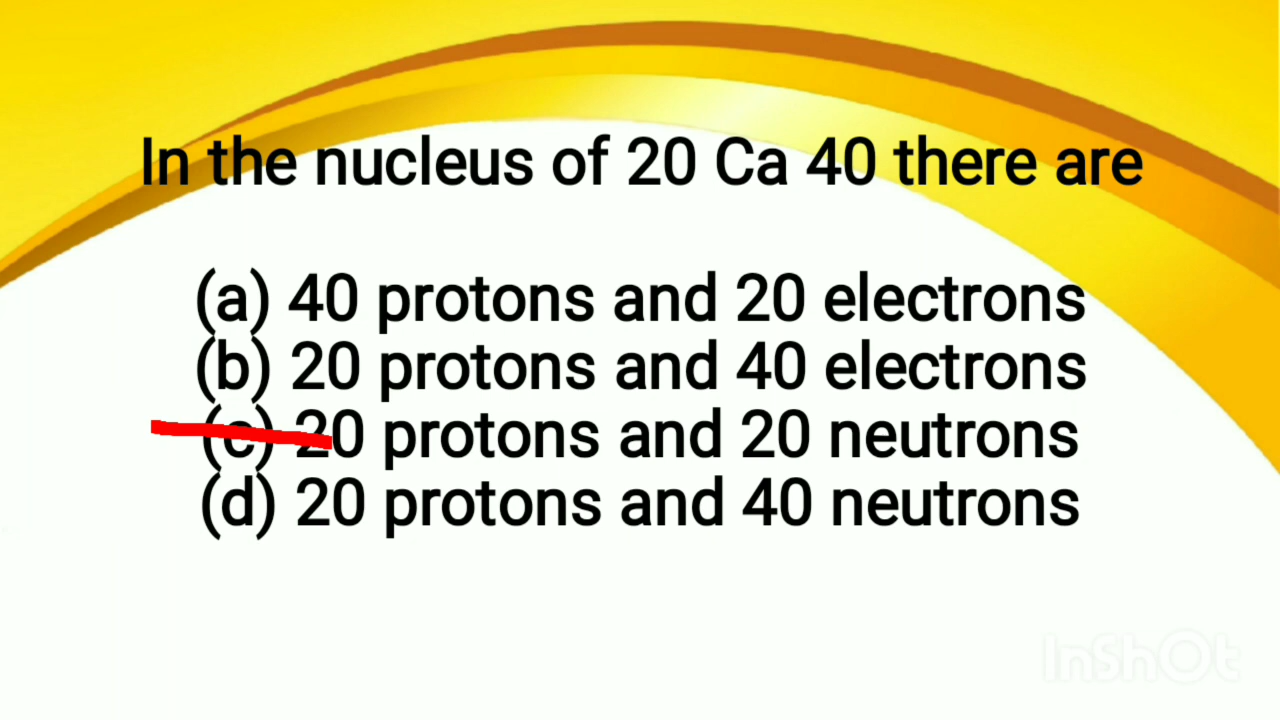 In the nucleus of 20 Ca 40 there are
(a) 40 protons and 20 electrons
(b) 20 protons and 40 electrons
(c) 20 protons and 20 neutrons
(d) 20 protons and 40 neutrons
InShOt